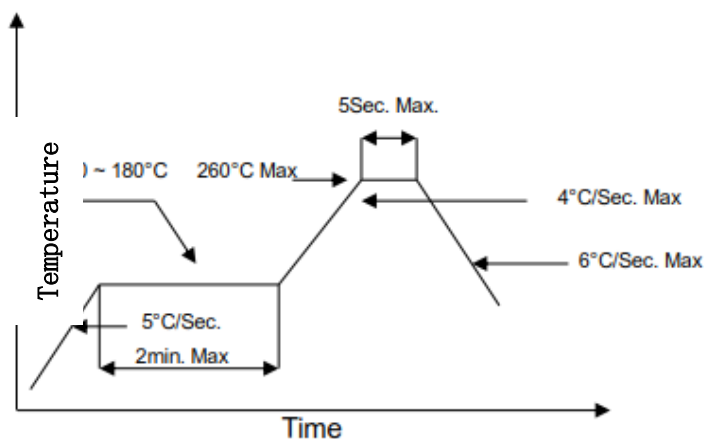 5Sec. Max.
~ 180°C
260°C Max
4°C/Sec. Max
6°C/Sec. Max
Temperature
5°C/Sec.
2min. Max
Time